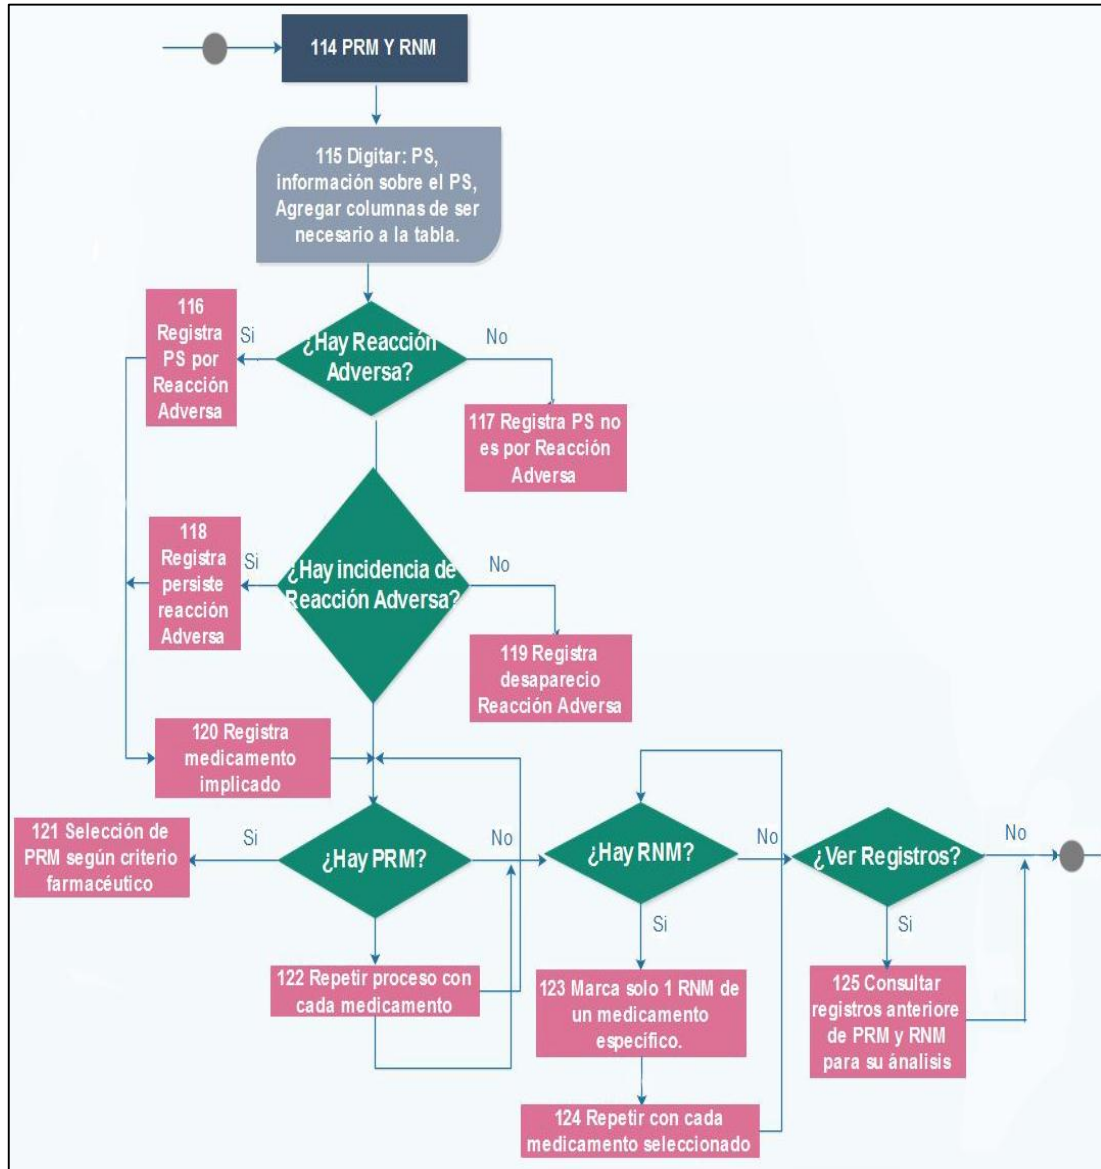 114 PRM Y RNM
115 Digitar: PS,
información sobre el PS,
Agregar columnas de ser
necesario a la tabla.
116
Registra
PS por
Reacción
Adversa
Si
¿Hay Reacción
Adversa?
No
117 Registra PS no
es por Reacción
Adversa
118
Registra
persiste
reacción
Adversa
Si
¿Hay incidencia de
Reacción Adversa?
No
119 Registra
desaparecio
Reacción Adversa
120 Registra
medicamento
implicado
121 Selección de
PRM según criterio
farmacéutico
Si
¿Hay PRM?
No
¿Hay RNM?
No
¿Ver Registros?
No
Si
Si
122 Repetir proceso
con cada
medicamento
123 Marca solo 1 RNM de
un medicamento
específico.
125 Consultar
registros anteriore
de PRM y RNM
para su ánalisis
124 Repetir con cada
medicamento seleccionado